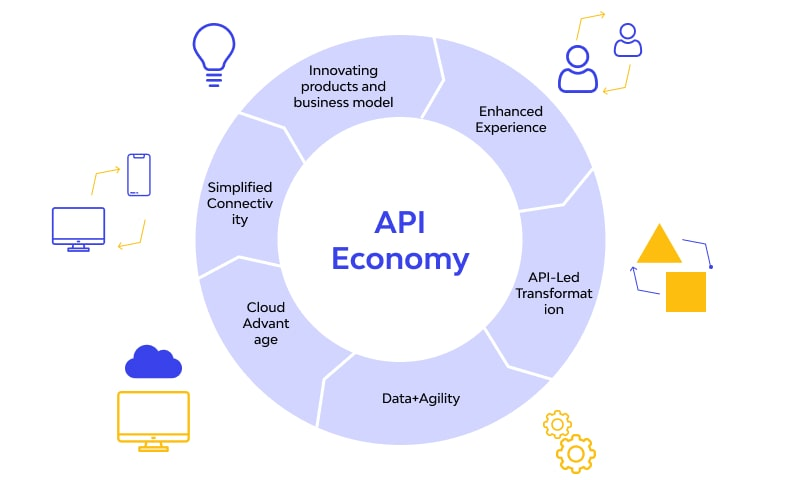 Innovating
products and
business model
Enhanced
Experience
Simplified
Connectiv
ity
API
Economy
API-Led
Transformat
ion
Cloud
Advant
age
Data+Agility